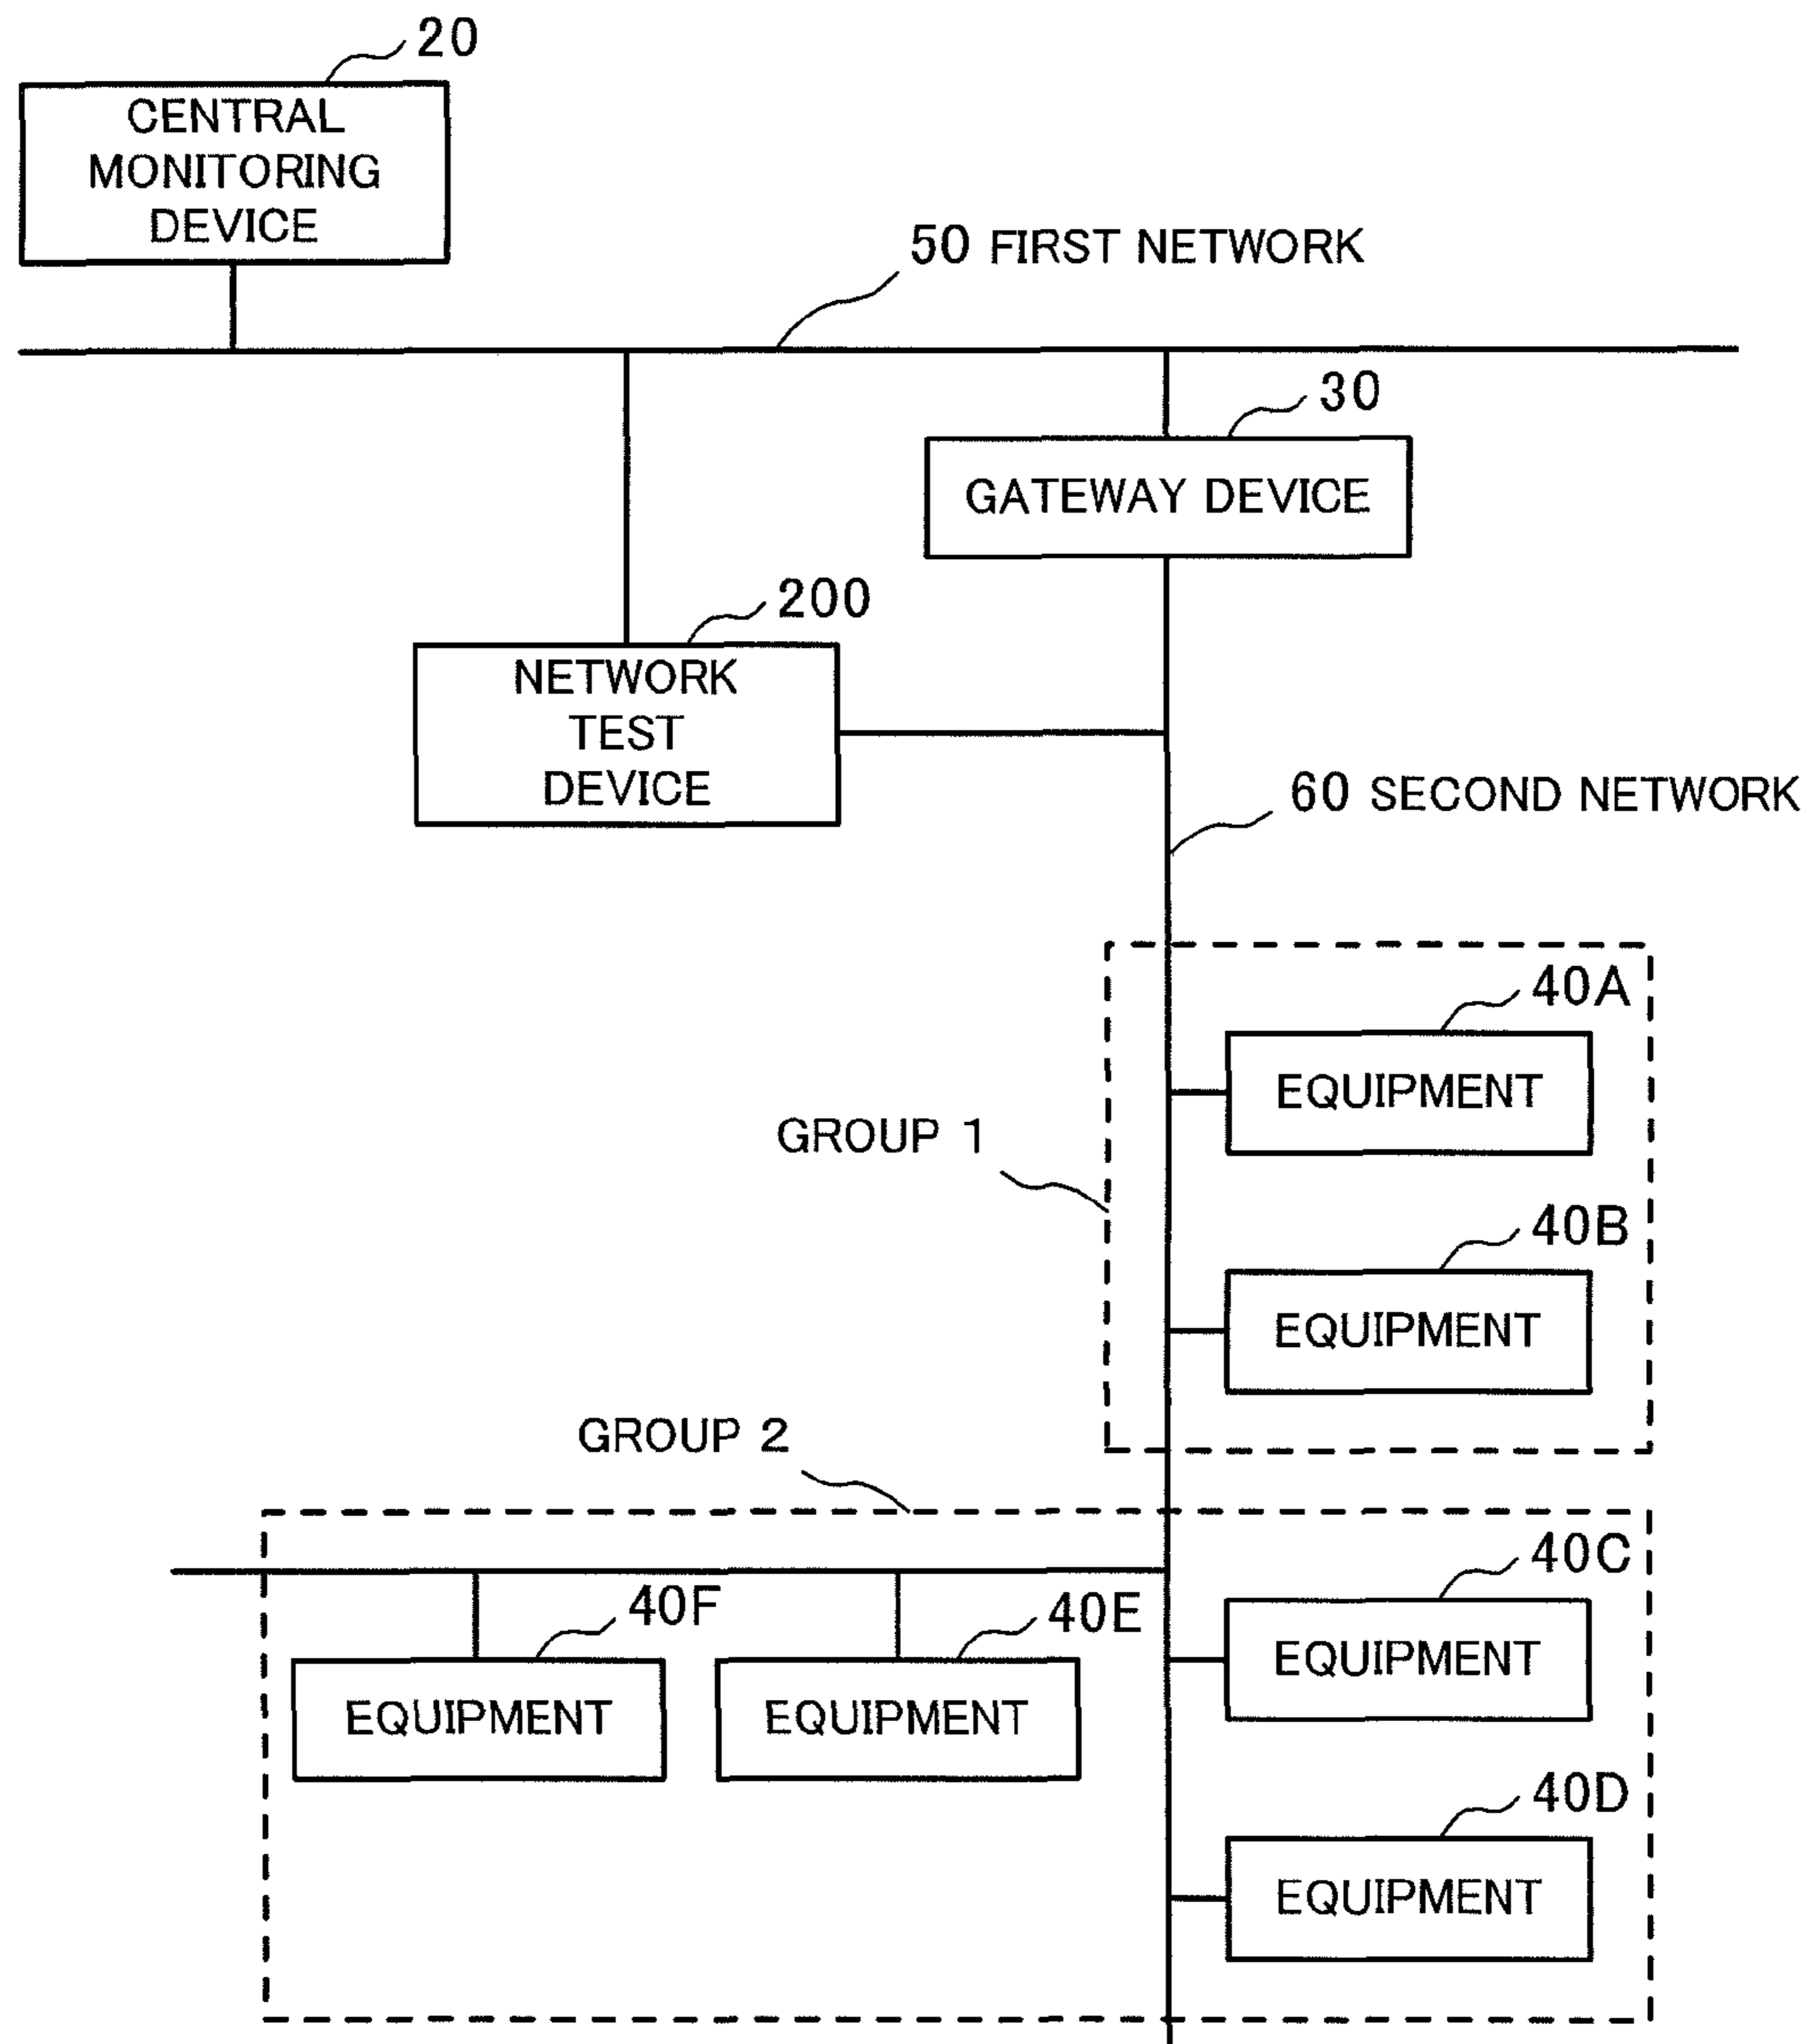 20
CENTRAL
MONITORING
DEVICE
50 FIRST NETWORK
30
GATEWAY DEVICE
200
NETWORK
TEST
DEVICE
60 SECOND NETWORK
40A
EQUIPMENT
GROUP 1
40B
EQUIPMENT
GROUP 2
40C
EQUIPMENT
40F
EQUIPMENT
40E
EQUIPMENT
40D
EQUIPMENT